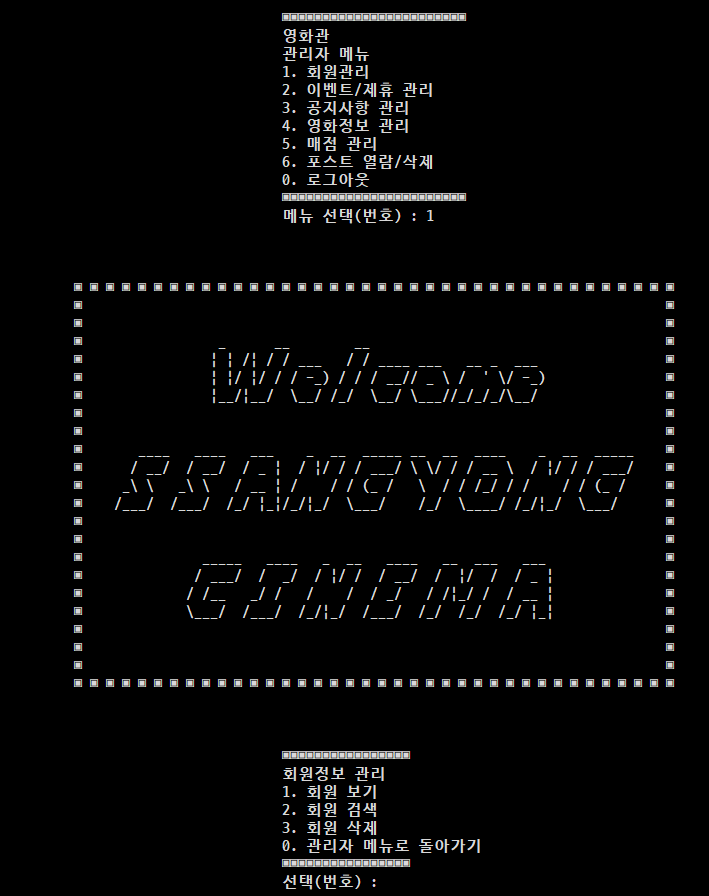 영화관
관리자 메뉴
1. 회원관리
2. 이벤트/제휴 관리
3. 공지사항 관리
4. 영화정보 관리
5. 매점 관리
6. 포스트 열람/삭제
0. 로그아웃
메뉴 선택(번호) : 1
Welcome
SSANGYONG
CINEMA
회원정보 관리
1. 회원 보기
2. 회원 검색
3. 회원 삭제
0. 관리자 메뉴로 돌아가기
선택(번호) :